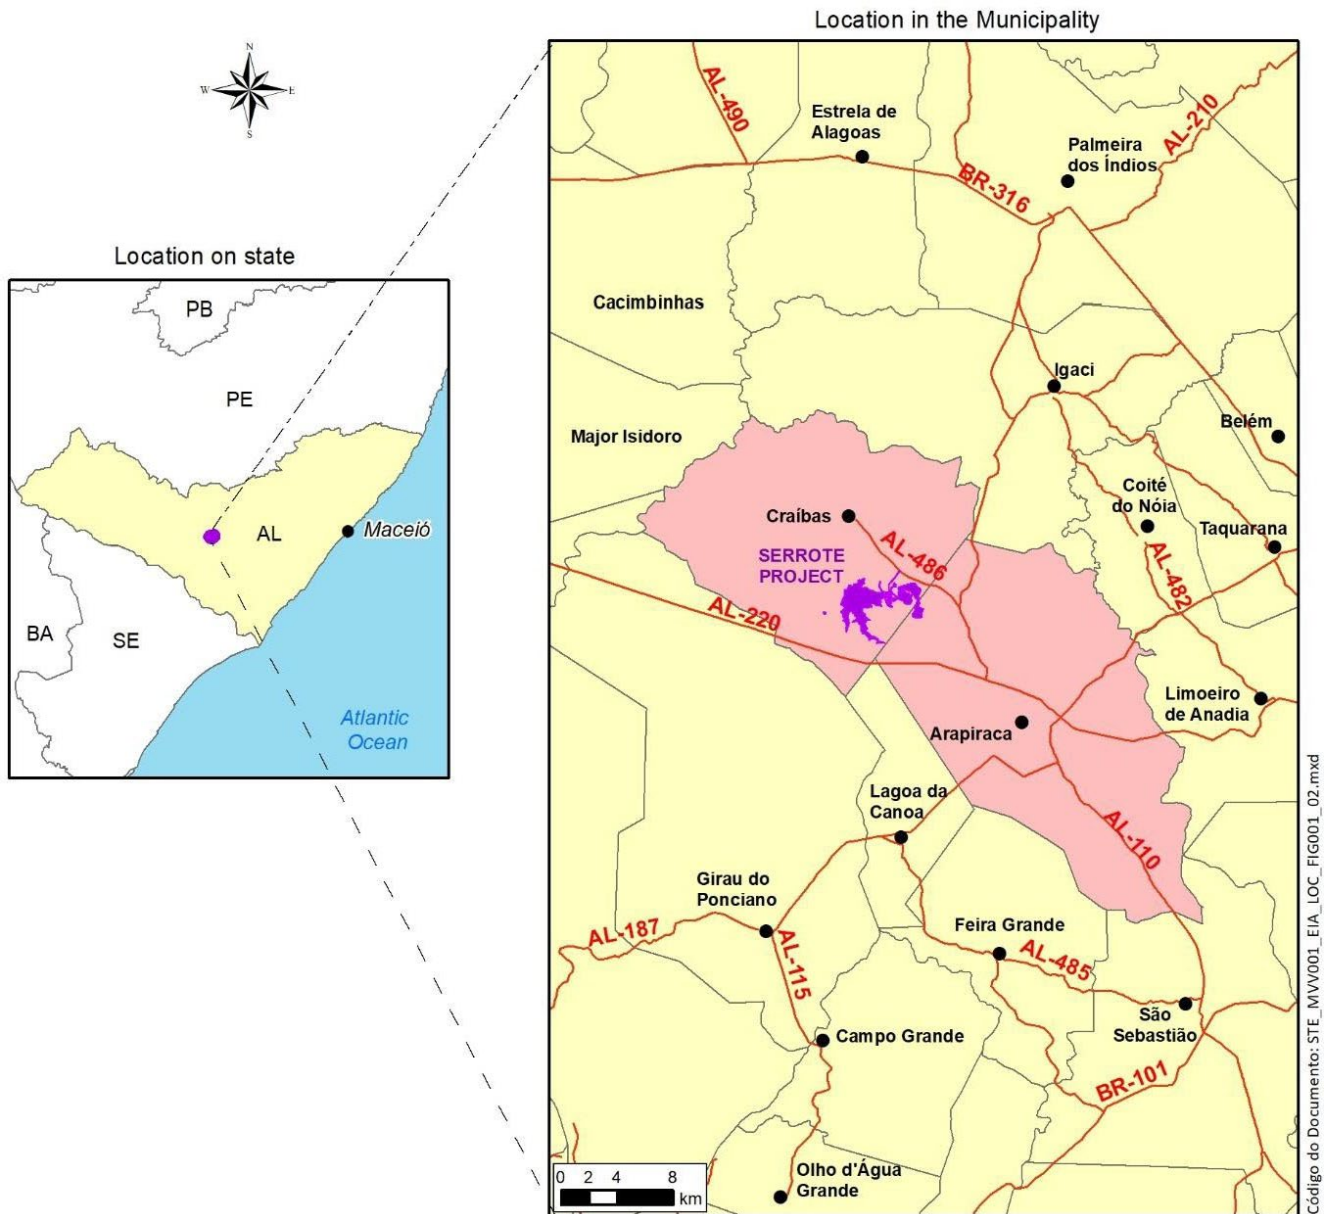 Location in the Municipality
N
W
E
S
Location on state
PB
PE
AL
Maceió
BA
SE
Atlantic
Ocean
AL-490
Estrela de
Alagoas
AL-210
Palmeira
dos Índios
BR-316
Cacimbinhas
Igaci
Belém
Major Isidoro
Coité
do Nóia
Craíbas
Taquarana
AL-486
SERROTE
PROJECT
AL-482
AL-220
Limoeiro
de Anadia
Arapiraca
Lagoa da
Canoa
AL-110
Girau do
Ponciano
AL-187
Feira Grande
AL-485
AL-115
São
Sebastião
Campo Grande
BR-101
Olho d'Água
Grande
0 2 4 8
km
Código do Documento: STE_MVV001_EIA_LOC_FIG001_02.mxd